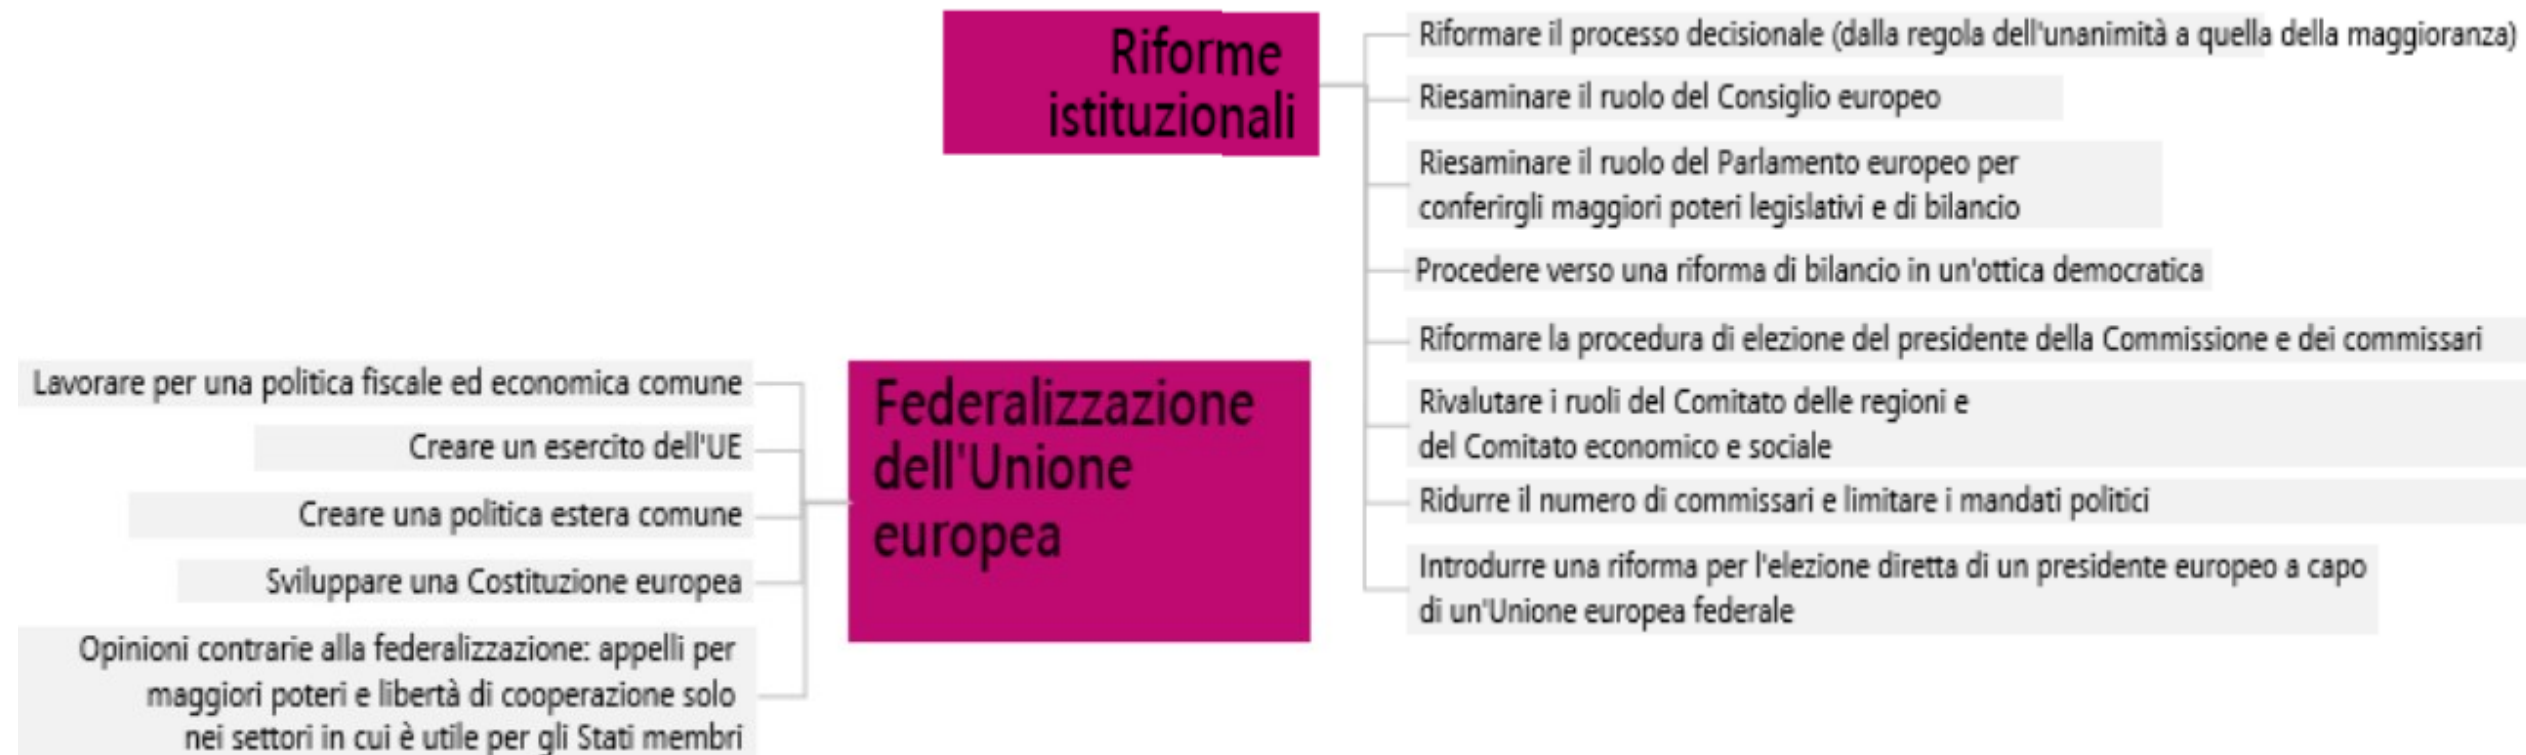 Riforme
istituzionali
Riformare il processo decisionale (dalla regola dell'unanimità a quella della maggioranza)
Riesaminare il ruolo del Consiglio europeo
Riesaminare il ruolo del Parlamento europeo per
conferirgli maggiori poteri legislativi e di bilancio
Procedere verso una riforma di bilancio in un'ottica democratica
Riformare la procedura di elezione del presidente della Commissione e dei commissari
Rivalutare i ruoli del Comitato delle regioni e
del Comitato economico e sociale
Ridurre il numero di commissari e limitare i mandati politici
Introdurre una riforma per l'elezione diretta di un presidente europeo a capo
di un'Unione europea federale
Federalizzazione
dell'Unione
europea
Lavorare per una politica fiscale ed economica comune
Creare un esercito dell'UE
Creare una politica estera comune
Sviluppare una Costituzione europea
Opinioni contrarie alla federalizzazione: appelli per
maggiori poteri e libertà di cooperazione solo
nei settori in cui è utile per gli Stati membri